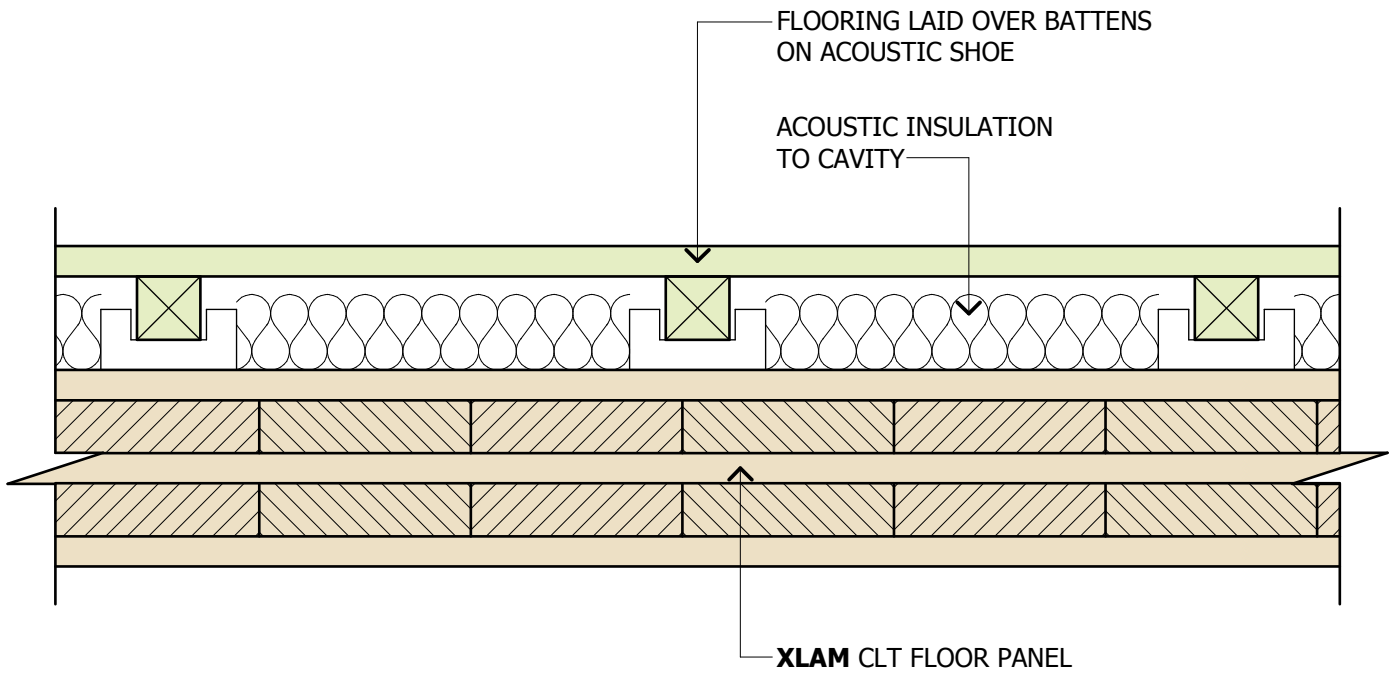 FLOORING LAID OVER BATTENS
ON ACOUSTIC SHOE
ACOUSTIC INSULATION
TO CAVITY
XLAM CLT FLOOR PANEL